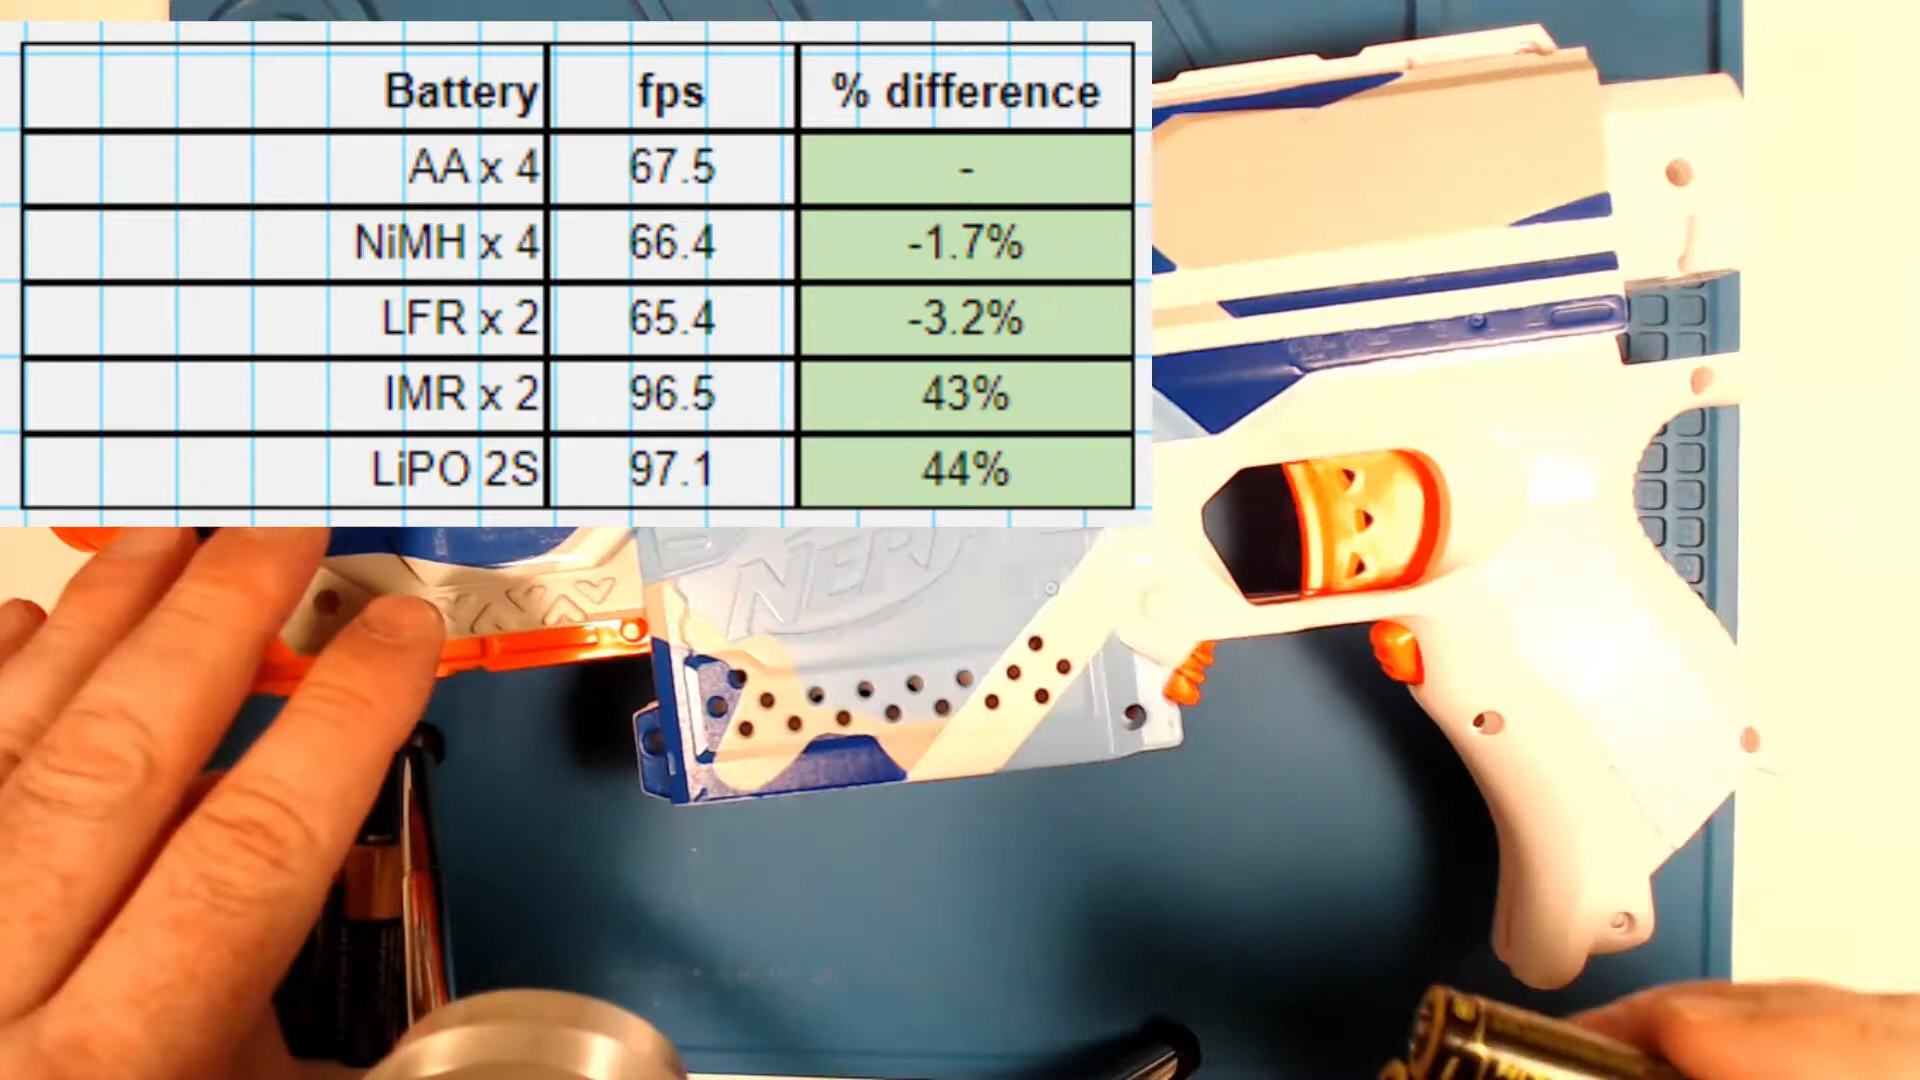 Battery fps % difference
AA x 4 67.5 -
NiMH x 4 66.4 -1.7%
LFR x 2 65.4 -3.2%
IMR x 2 96.5 43%
LiPO 2S 97.1 44%
NERF